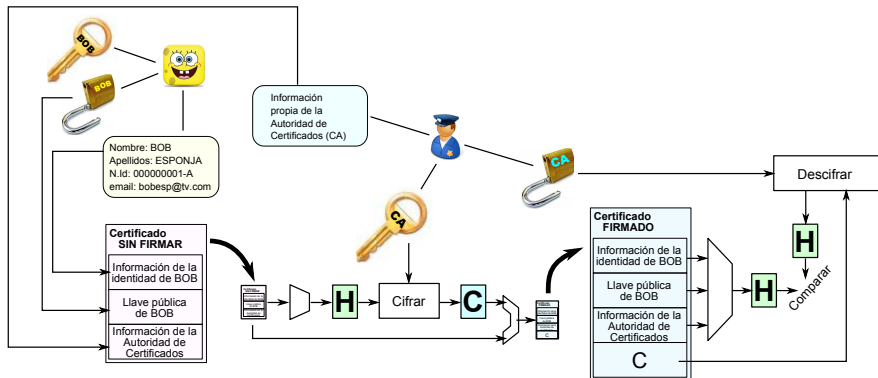 BOB
BOB
Nombre: BOB
Apellidos: ESPONJA
N.Id: 000000001-A
email: bobesp@tv.com
Información
propia de la
Autoridad de
Certificados (CA)
CA
CA
Descifrar
Certificado
SIN FIRMAR
Información de la
identidad de BOB
Llave pública
de BOB
Información de la
Autoridad de
Certificados
H
Cifrar
C
C
Certificado
FIRMADO
Información de la
identidad de BOB
Llave pública
de BOB
Información de la
Autoridad de
Certificados
C
H
H
Comparar